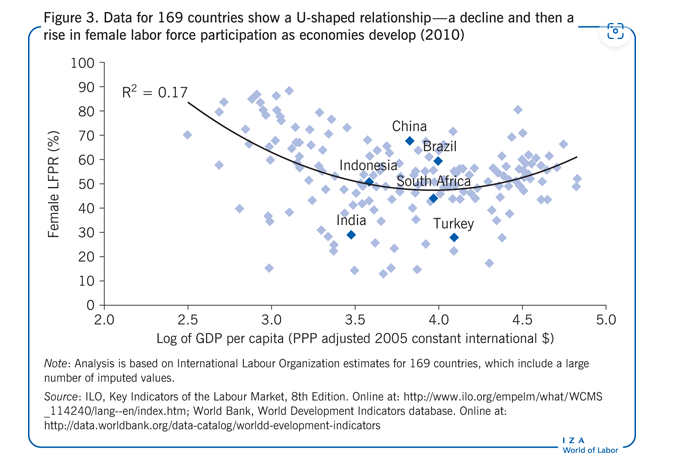 Figure 3. Data for 169 countries show a U-shaped relationship—a decline and then a
rise in female labor force participation as economies develop (2010)
100
90
80
70
60
50
40
30
20
10
0
Female LFPR (%)
R² = 0.17
China
Brazil
Indonesia
South Africa
India
Turkey
2.0
2.5
3.0
3.5
4.0
4.5
5.0
Log of GDP per capita (PPP adjusted 2005 constant international $)
Note: Analysis is based on International Labour Organization estimates for 169 countries, which include a large
number of imputed values.
Source: ILO, Key Indicators of the Labour Market, 8th Edition. Online at: http://www.ilo.org/empelm/what/WCMS
_114240/lang--en/index.htm; World Bank, World Development Indicators database. Online at:
http://data.worldbank.org/data-catalog/worldd-evelopment-indicators
I Z A
World of Labor